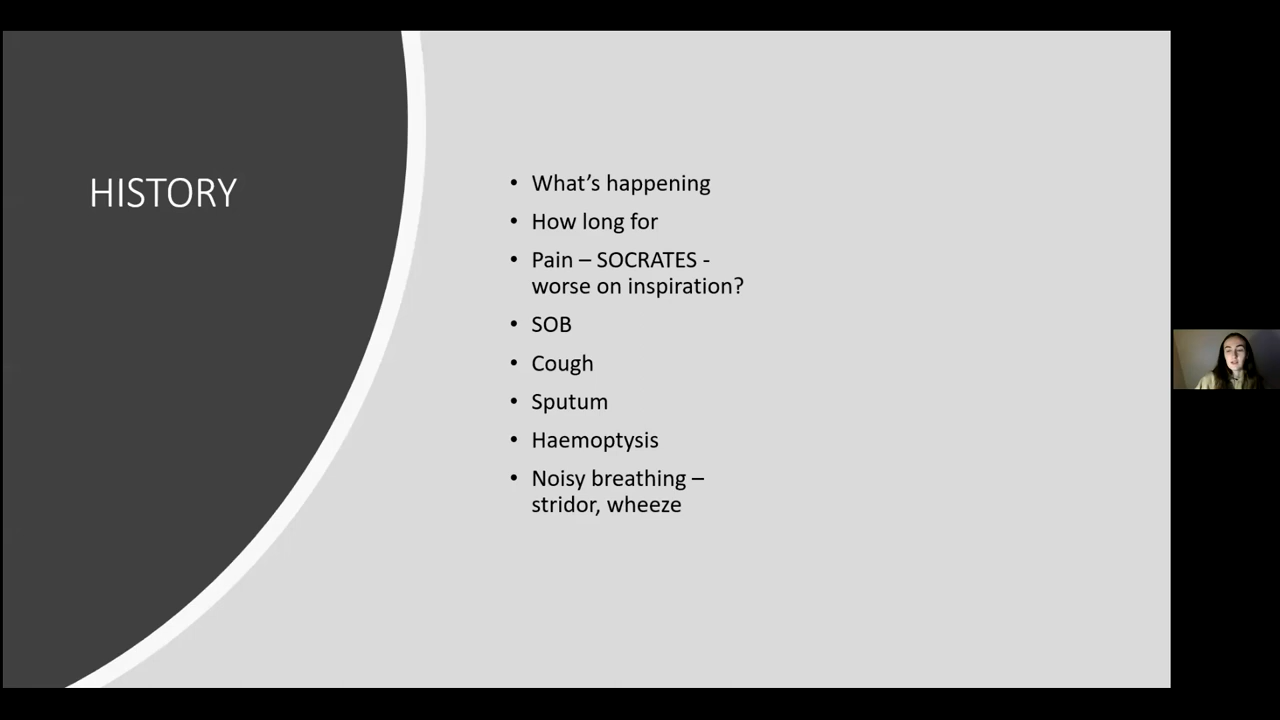 HISTORY
• What's happening
• How long for
• Pain – SOCRATES -
worse on inspiration?
• SOB
• Cough
• Sputum
• Haemoptysis
• Noisy breathing –
stridor, wheeze